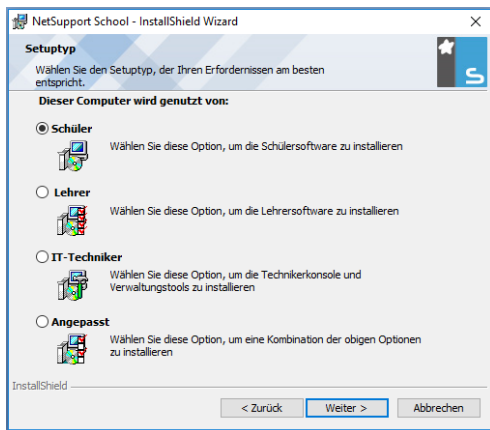 NetSupport School - InstallShield Wizard
Setuptyp
Wählen Sie den Setuptyp, der Ihren Erfordernissen am besten
entspricht.
S
Dieser Computer wird genutzt von:
Schüler
Wählen Sie diese Option, um die Schülersoftware zu installieren
Lehrer
Wählen Sie diese Option, um die Lehrersoftware zu installieren
IT-Techniker
Wählen Sie diese Option, um die Technikerkonsole und
Verwaltungstools zu installieren
Angepasst
Wählen Sie diese Option, um eine Kombination der obigen Optionen
zu installieren
InstallShield
< Zurück Weiter > Abbrechen